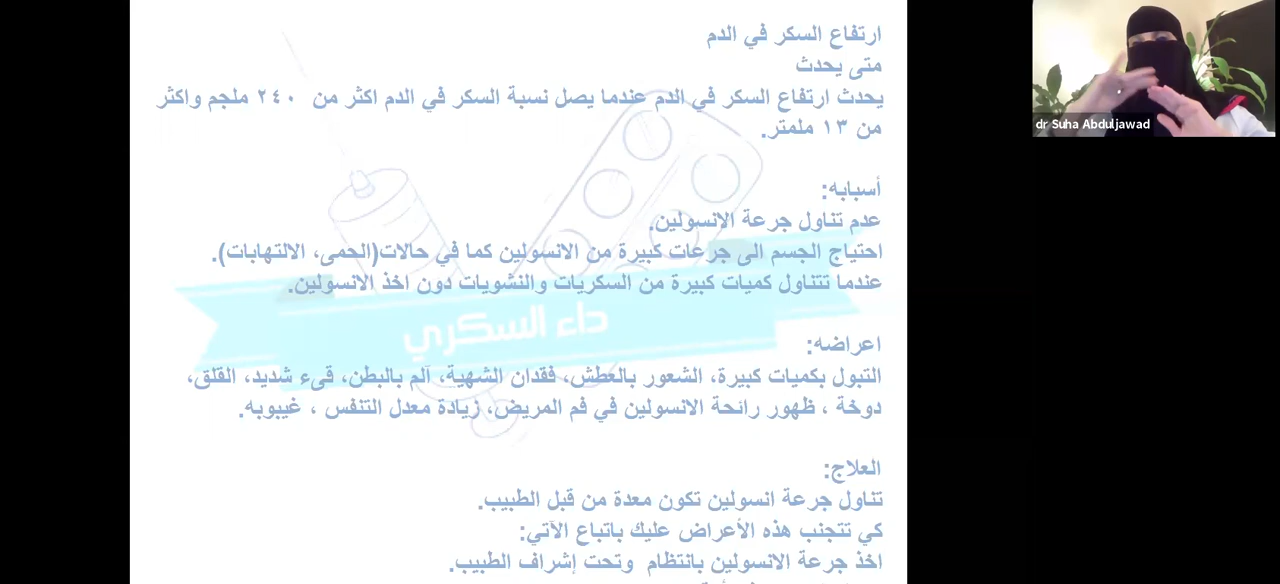 ارتفاع السكر في الدم
متى يحدث
يحدث ارتفاع السكر في الدم عندما يصل نسبة السكر في الدم اكثر من ٢٤٠ ملجم واكثر
من ١٣ ملمتر.
أسبابه:
عدم تناول جرعة الانسولين.
احتياج الجسم الى جرعات كبيرة من الانسولين كما في حالات(الحمى، الالتهابات).
عندما تتناول كميات كبيرة من السكريات والنشويات دون اخذ الانسولين.
داء السكري
اعراضه:
التبول بكميات كبيرة، الشعور بالعطش، فقدان الشهية، آلم بالبطن، قىء شديد، القلق،
دوخة ، ظهور رائحة الانسولين في فم المريض، زيادة معدل التنفس ، غيبوبه.
العلاج:
تناول جرعة انسولين تكون معدة من قبل الطبيب.
كي تتجنب هذه الأعراض عليك باتباع الآتي:
اخذ جرعة الانسولين بانتظام وتحت إشراف الطبيب.
dr Suha Abduljawad